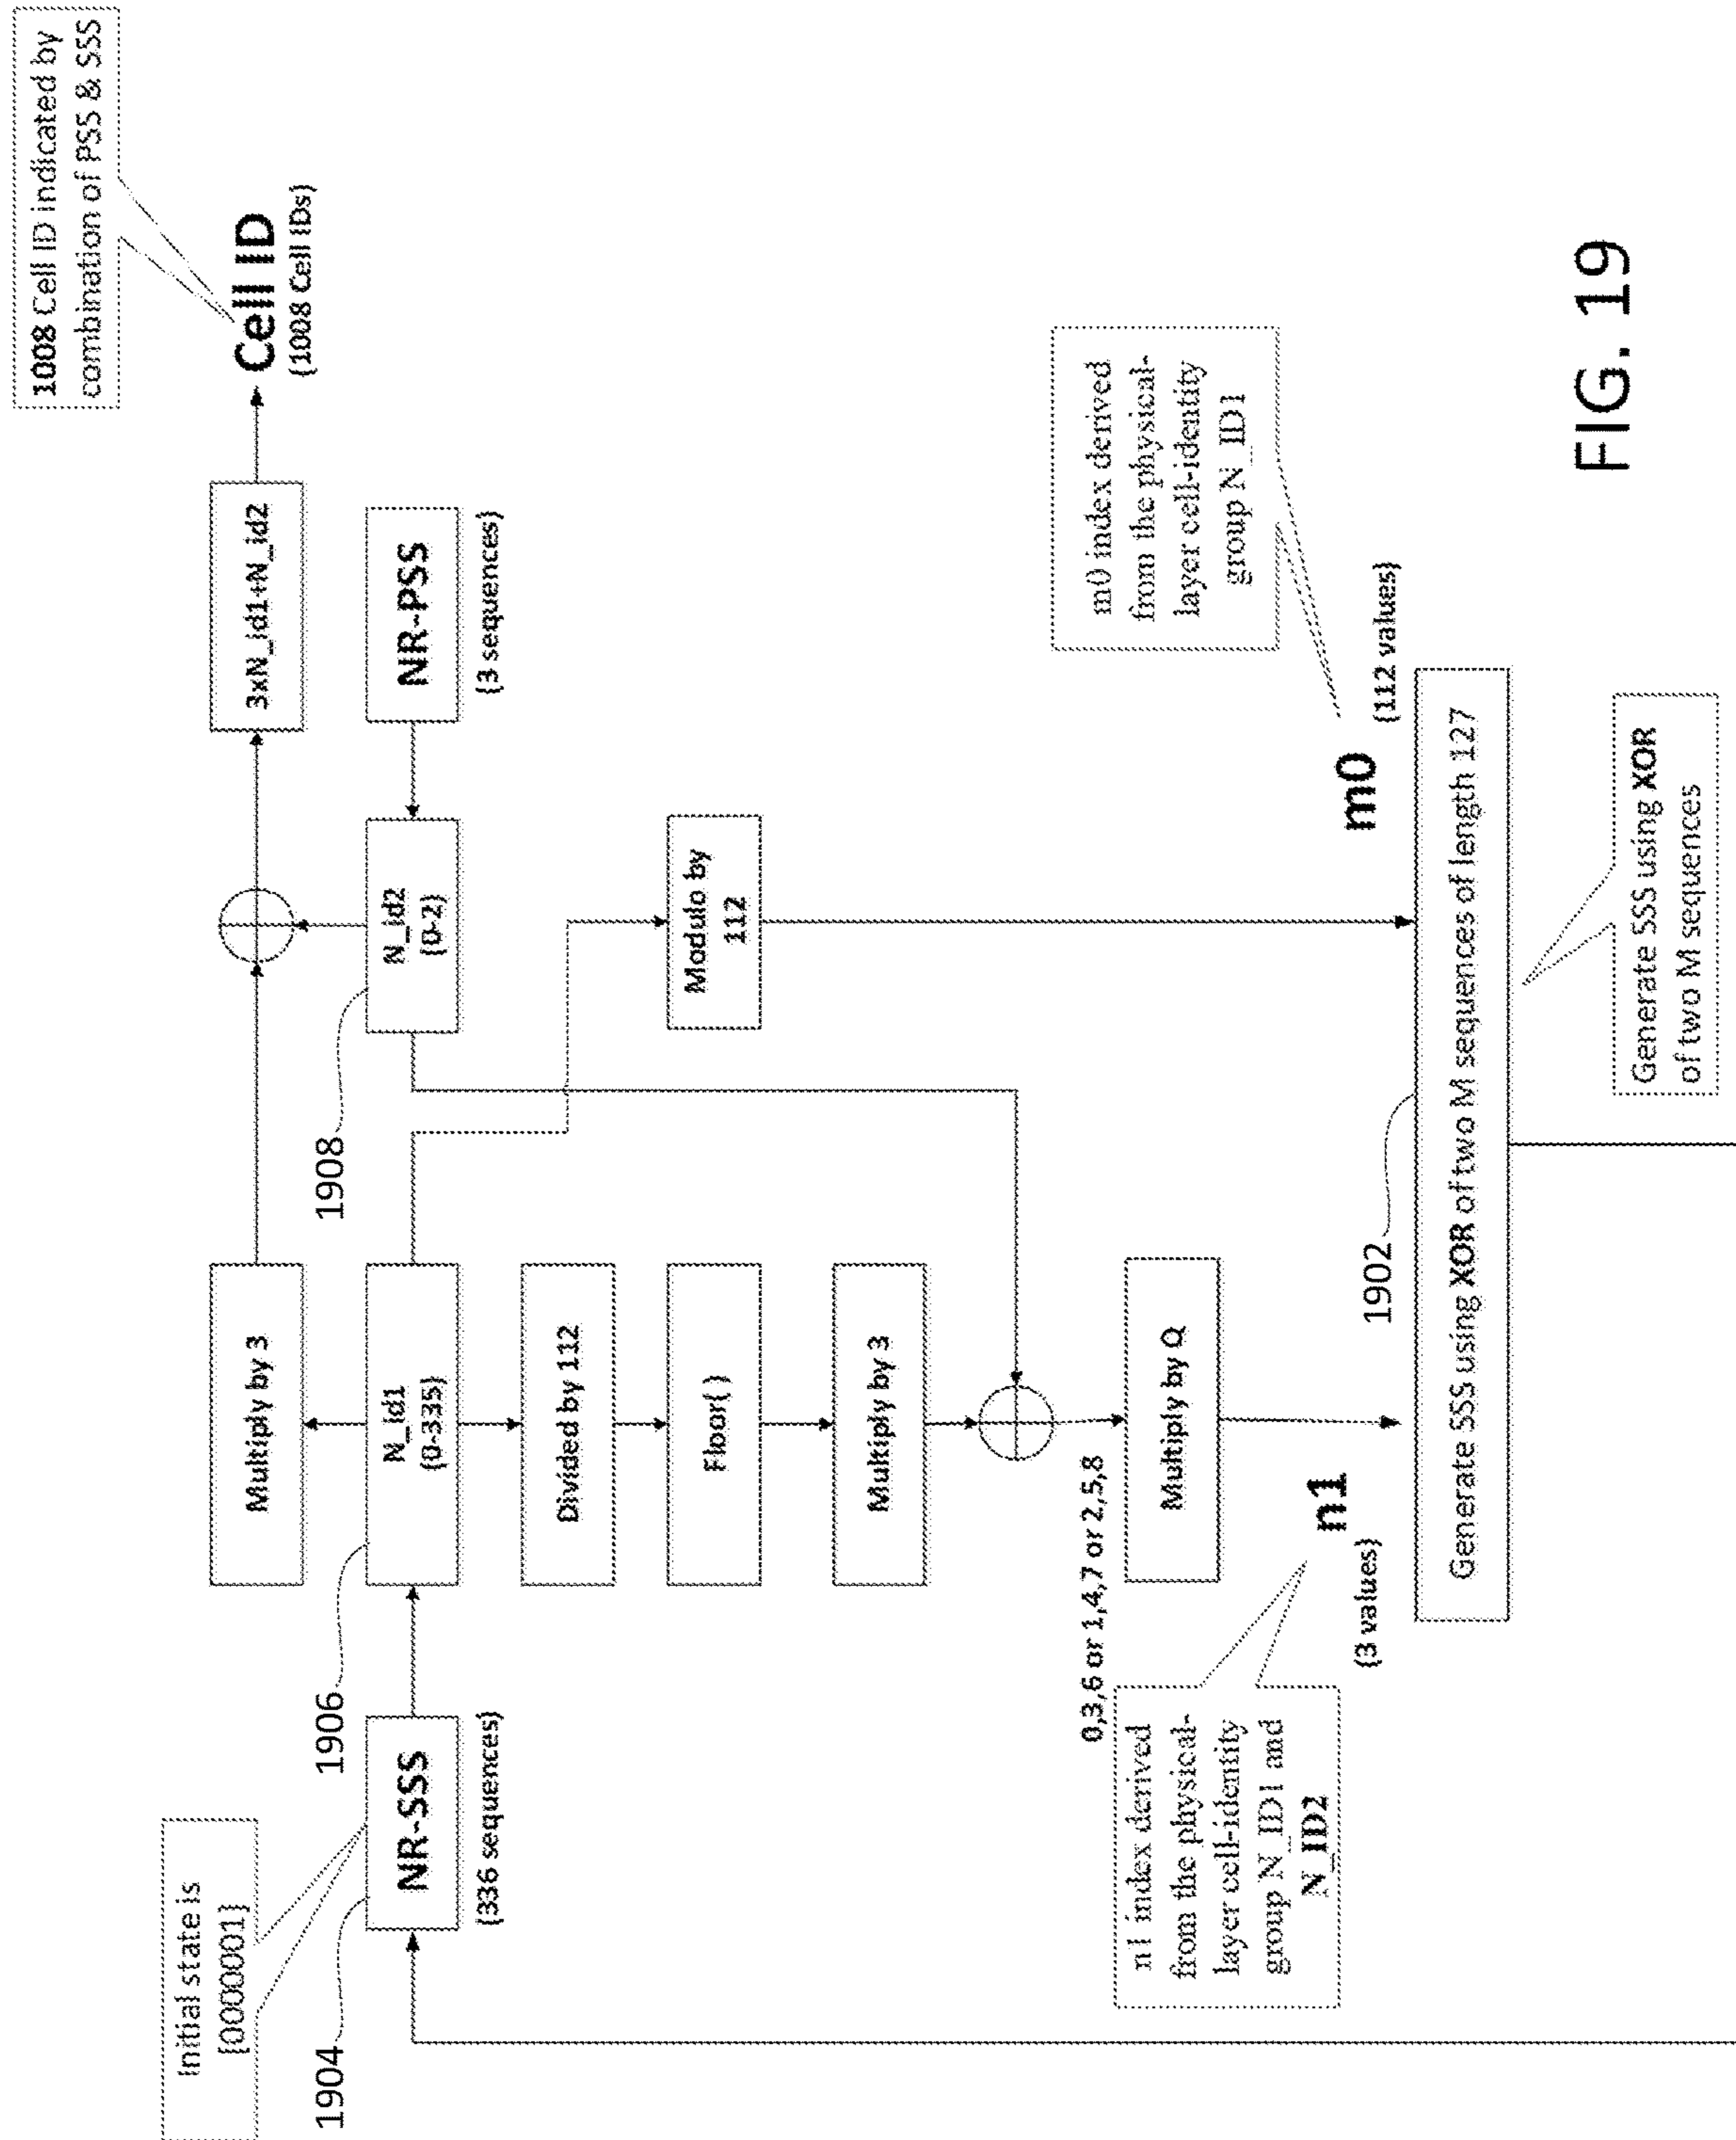 Initial state is
[0000001]
1904
NR-SSS
{336 sequences}
1906
N_id1
{0-335}
Multiply by 3
Divided by 112
Floor( )
Multiply by 3
1908
N_id2
{0-2}
NR-PSS
{3 sequences}
3xN_id1+N_id2
Cell ID
{1008 Cell IDs}
1008 Cell ID indicated by
combination of PSS & SSS
Modulo by
112
0,3,6 or 1,4,7 or 2,5,8
Multiply by Q
n1 index derived
from the physical-
layer cell-identity
group N_ID1 and
N_ID2
n1
{3 values}
m0 index derived
from the physical-
layer cell-identity
group N_ID1
m0
{112 values}
1902
Generate SSS using XOR of two M sequences of length 127
Generate SSS using XOR
of two M sequences
FIG. 19